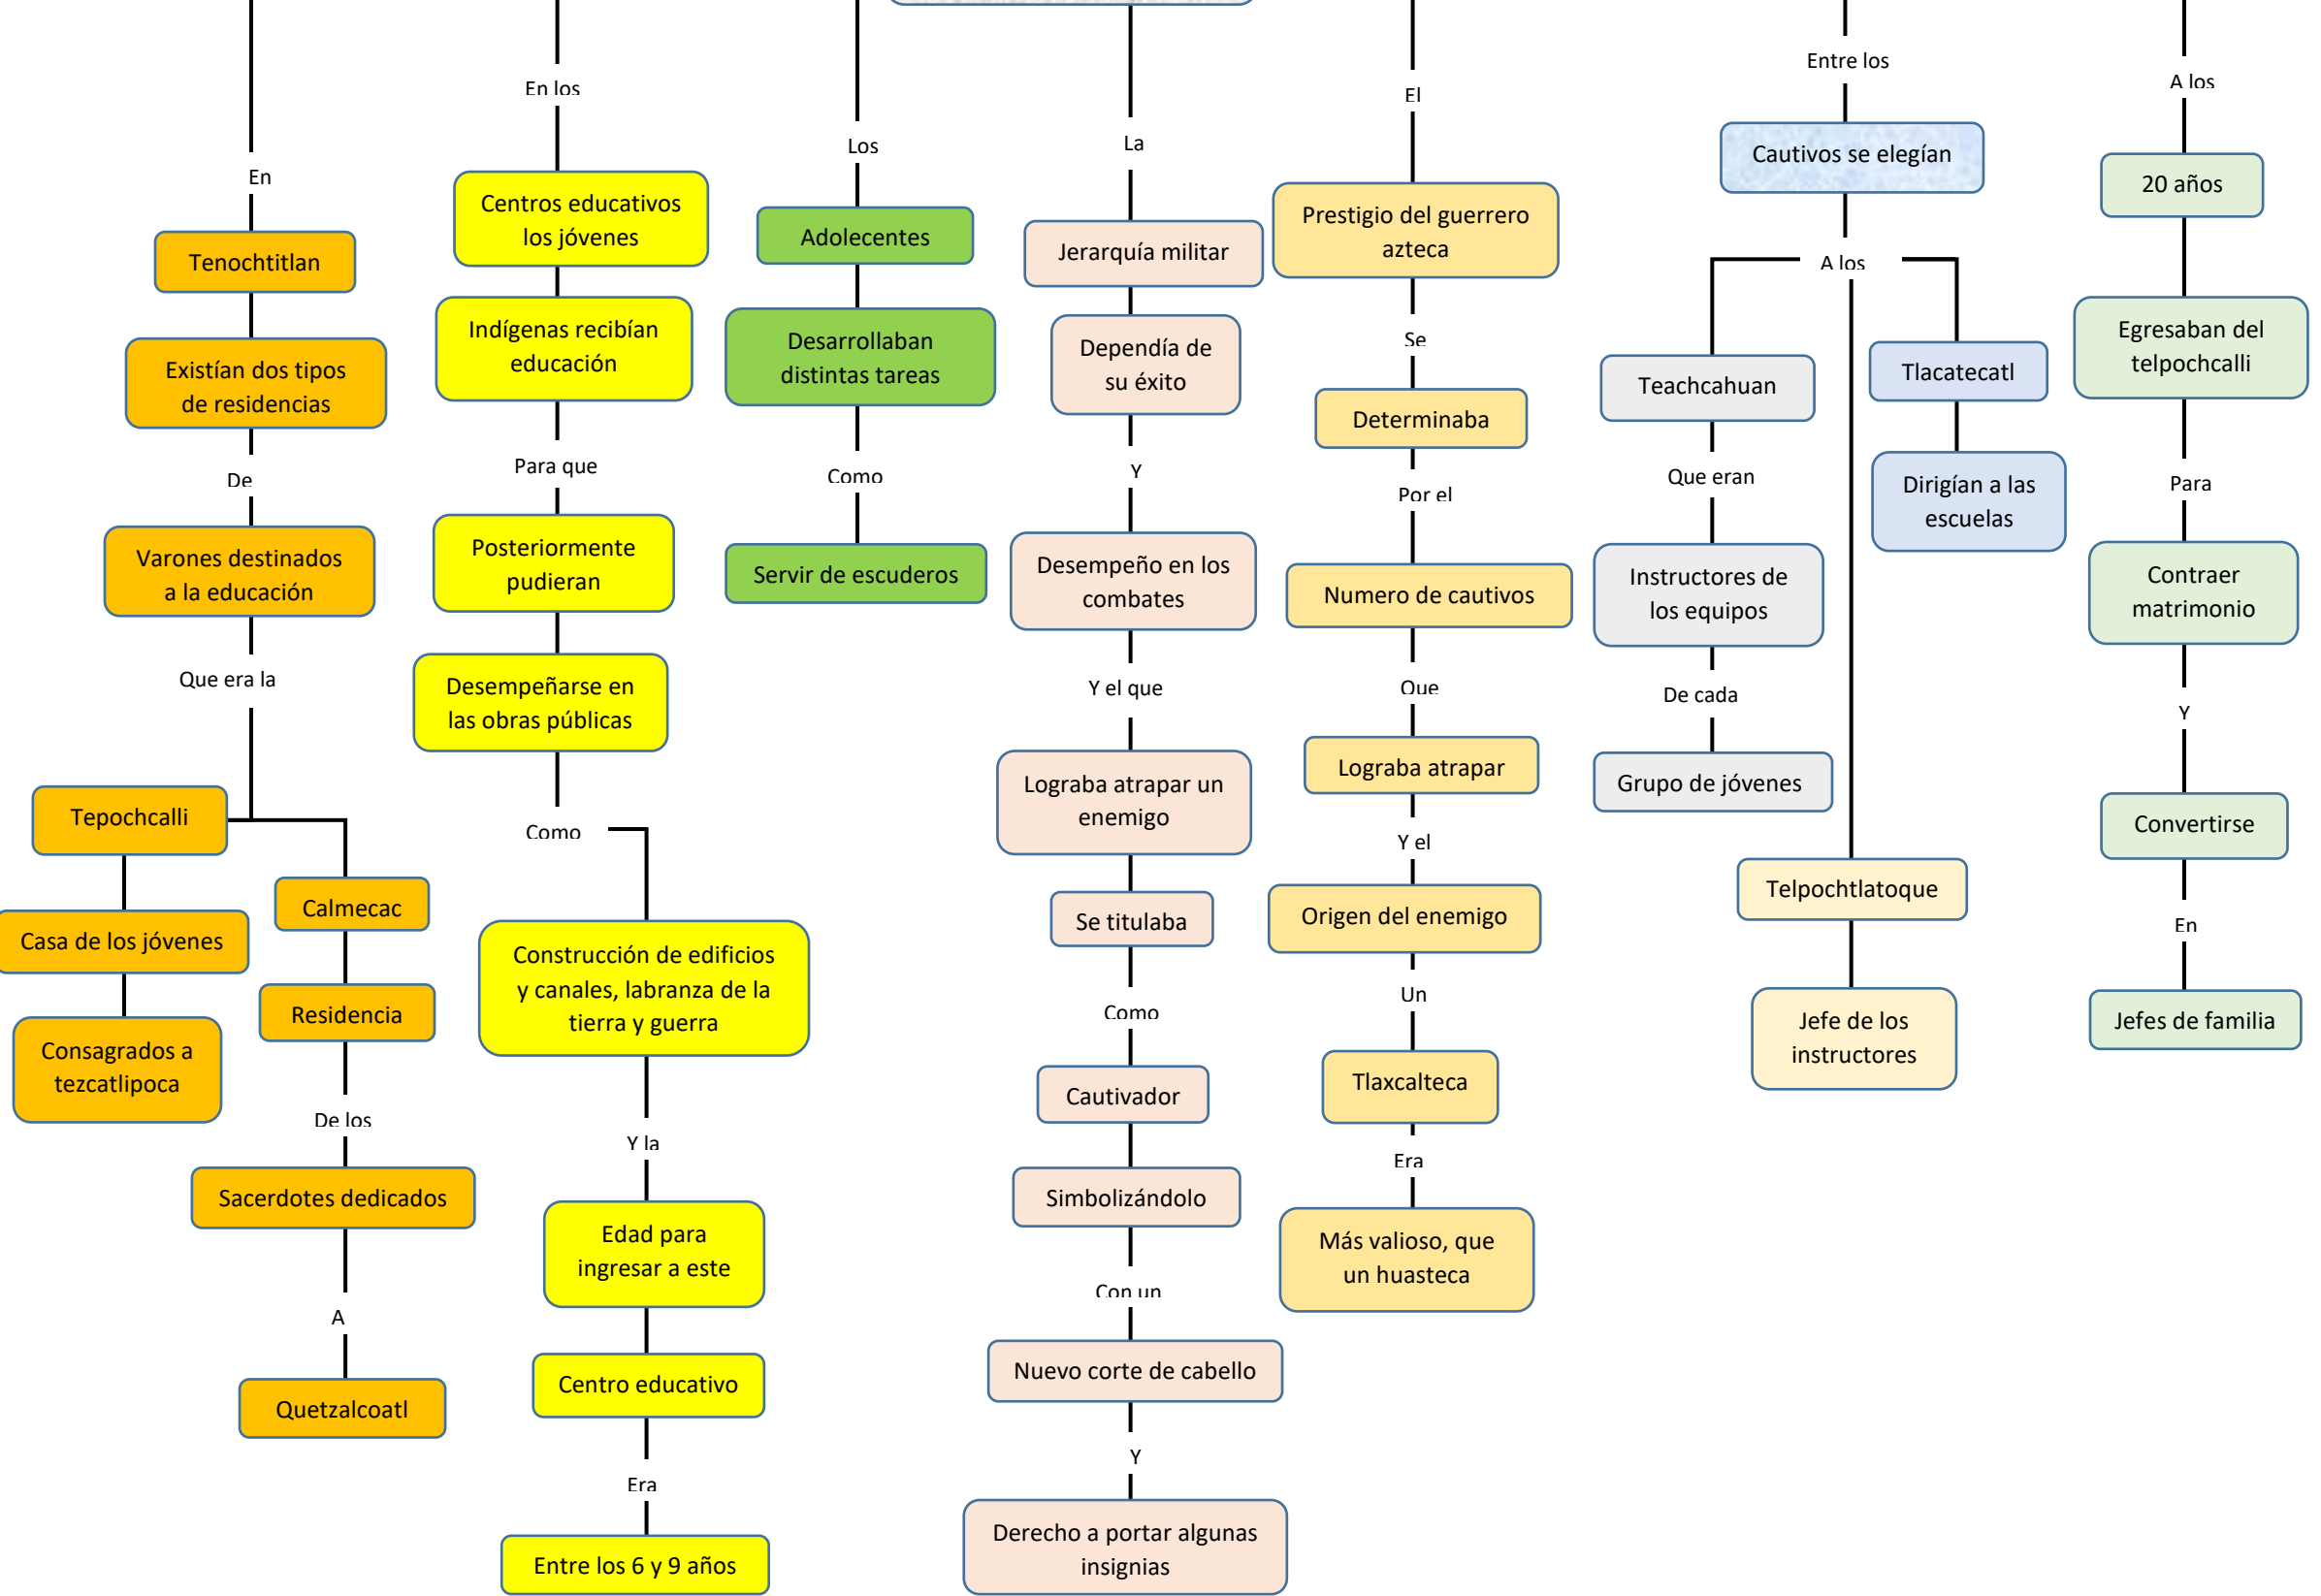 En
Tenochtitlan
Existían dos tipos
de residencias
De
Varones destinados
a la educación
Que era la
Tepochcalli
Casa de los jóvenes
Consagrados a
tezcatlipoca
Calmecac
Residencia
De los
Sacerdotes dedicados
A
Quetzalcoatl
En los
Centros educativos
los jóvenes
Indígenas recibían
educación
Para que
Posteriormente
pudieran
Desempeñarse en
las obras públicas
Como
Construcción de edificios
y canales, labranza de la
tierra y guerra
Y la
Edad para
ingresar a este
Centro educativo
Era
Entre los 6 y 9 años
Los
Adolecentes
Desarrollaban
distintas tareas
Como
Servir de escuderos
La
Jerarquía militar
Dependía de
su éxito
Y
Desempeño en los
combates
Y el que
Lograba atrapar un
enemigo
Se titulaba
Como
Cautivador
Simbolizándolo
Con un
Nuevo corte de cabello
Y
Derecho a portar algunas
insignias
El
Prestigio del guerrero
azteca
Se
Determinaba
Por el
Numero de cautivos
Que
Lograba atrapar
Y el
Origen del enemigo
Un
Tlaxcalteca
Era
Más valioso, que
un huasteca
Entre los
Cautivos se elegían
A los
Teachcahuan
Que eran
Instructores de
los equipos
De cada
Grupo de jóvenes
Telpochtlatoque
Jefe de los
instructores
Tlacatecatl
Dirigían a las
escuelas
A los
20 años
Egresaban del
telpochcalli
Para
Contraer
matrimonio
Y
Convertirse
En
Jefes de familia